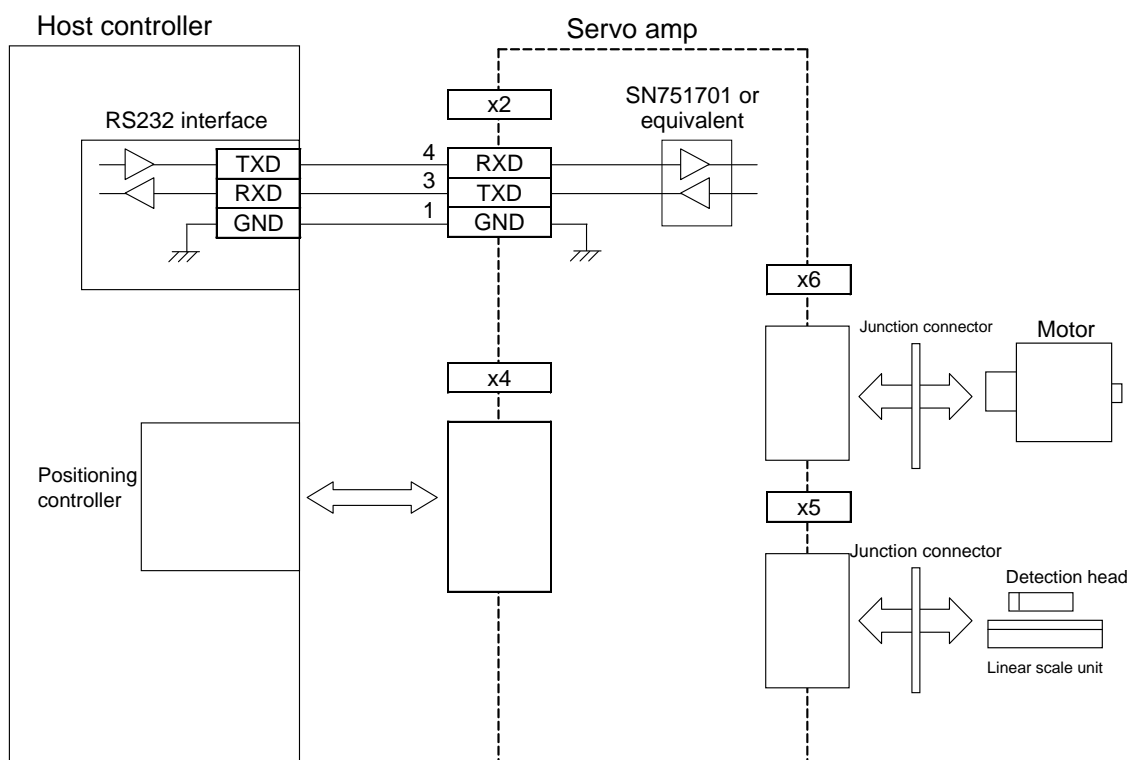 Host controller
Servo amp
x2
SN751701 or
equivalent
RS232 interface
TXD
4
RXD
RXD
3
TXD
GND
1
GND
x6
Junction connector
Motor
x4
Positioning
controller
x5
Junction connector
Detection head
Linear scale unit